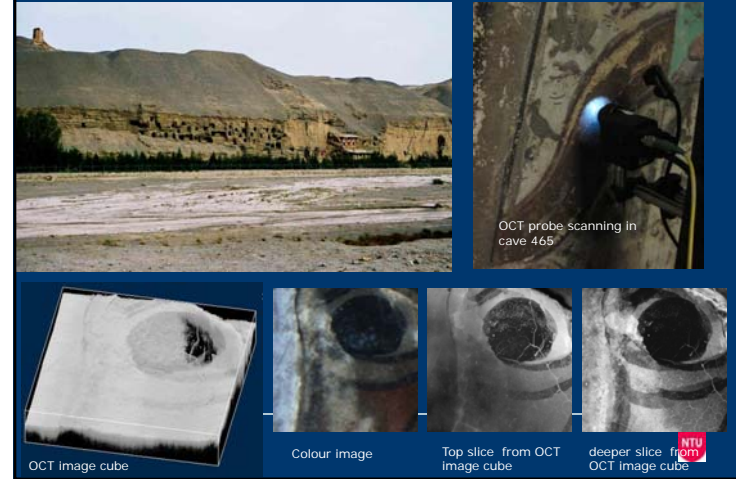 OCT probe scanning in
cave 465
OCT image cube
Colour image
Top slice from OCT
image cube
deeper slice from
OCT image cube
NTU